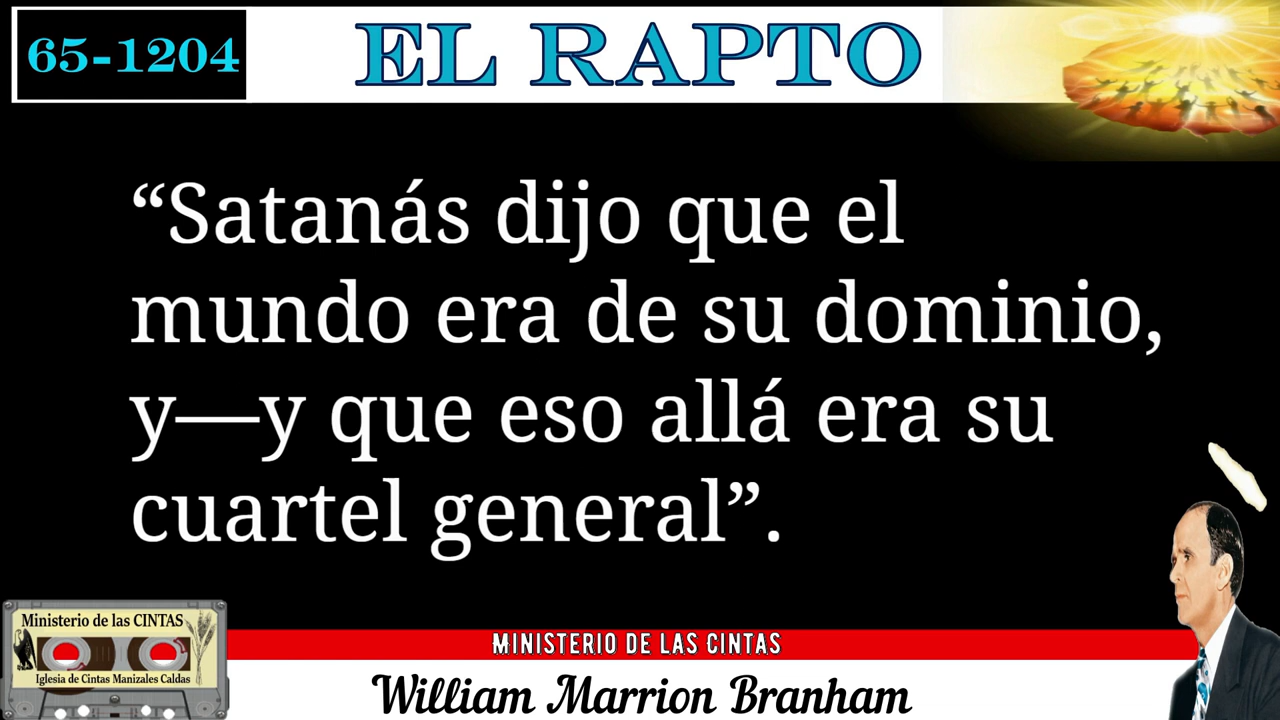 65-1204
EL RAPTO
“Satanás dijo que el
mundo era de su dominio,
y—y que eso allá era su
cuartel general”.
Ministerio de las CINTAS
Iglesia de Cintas Manizales Caldas
MINISTERIO DE LAS CINTAS
William Marrion Branham